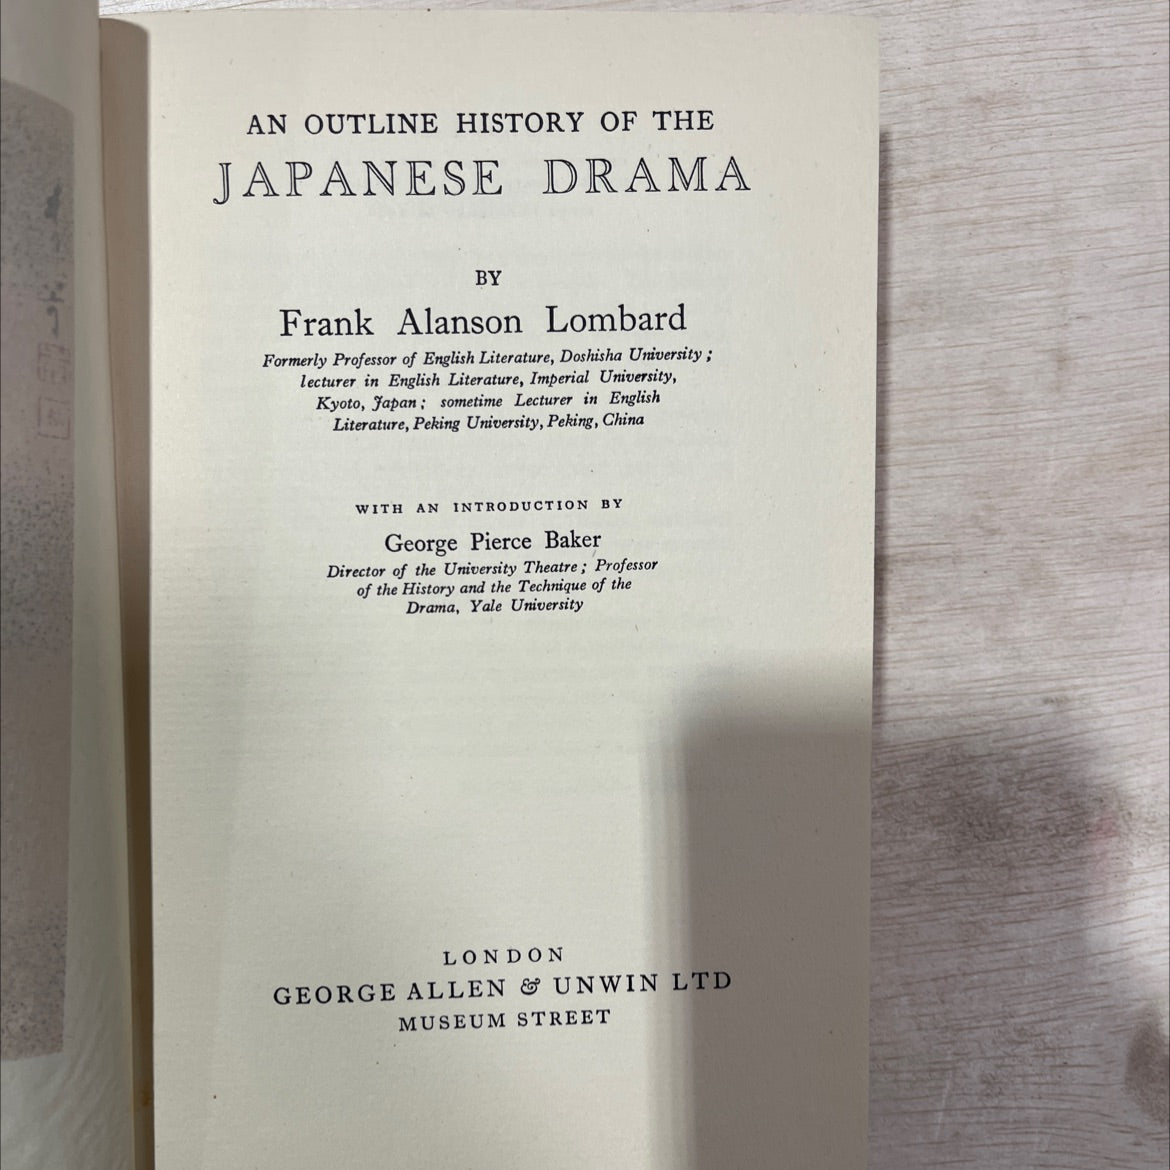 AN OUTLINE HISTORY OF THE
JAPANESE DRAMA
BY
Frank Alanson Lombard
Formerly Professor of English Literature, Doshisha University;
lecturer in English Literature, Imperial University,
Kyoto, Japan; sometime Lecturer in English
Literature, Peking University, Peking, China
WITH AN INTRODUCTION BY
George Pierce Baker
Director of the University Theatre; Professor
of the History and the Technique of the
Drama, Yale University
LONDON
GEORGE ALLEN & UNWIN LTD
MUSEUM STREET